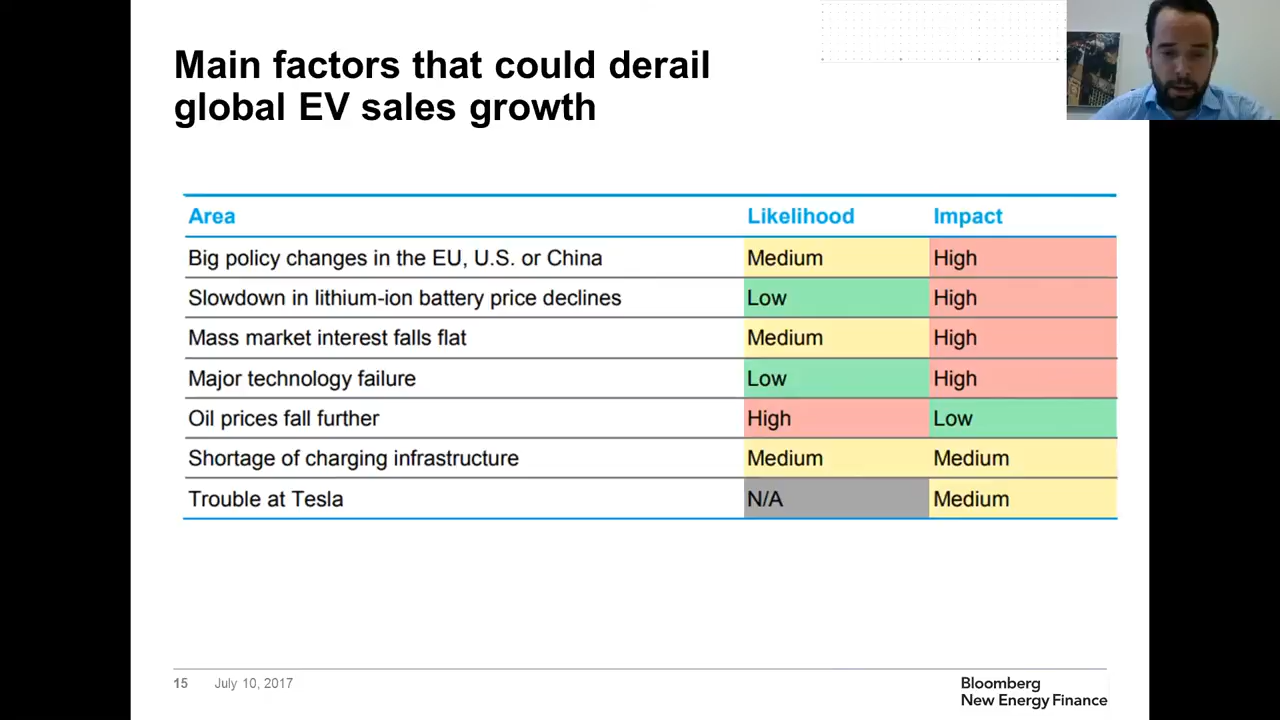 Main factors that could derail
global EV sales growth
Area Likelihood Impact
Big policy changes in the EU, U.S. or China Medium High
Slowdown in lithium-ion battery price declines Low High
Mass market interest falls flat Medium High
Major technology failure Low High
Oil prices fall further High Low
Shortage of charging infrastructure Medium Medium
Trouble at Tesla N/A Medium
15 July 10, 2017
Bloomberg
New Energy Finance